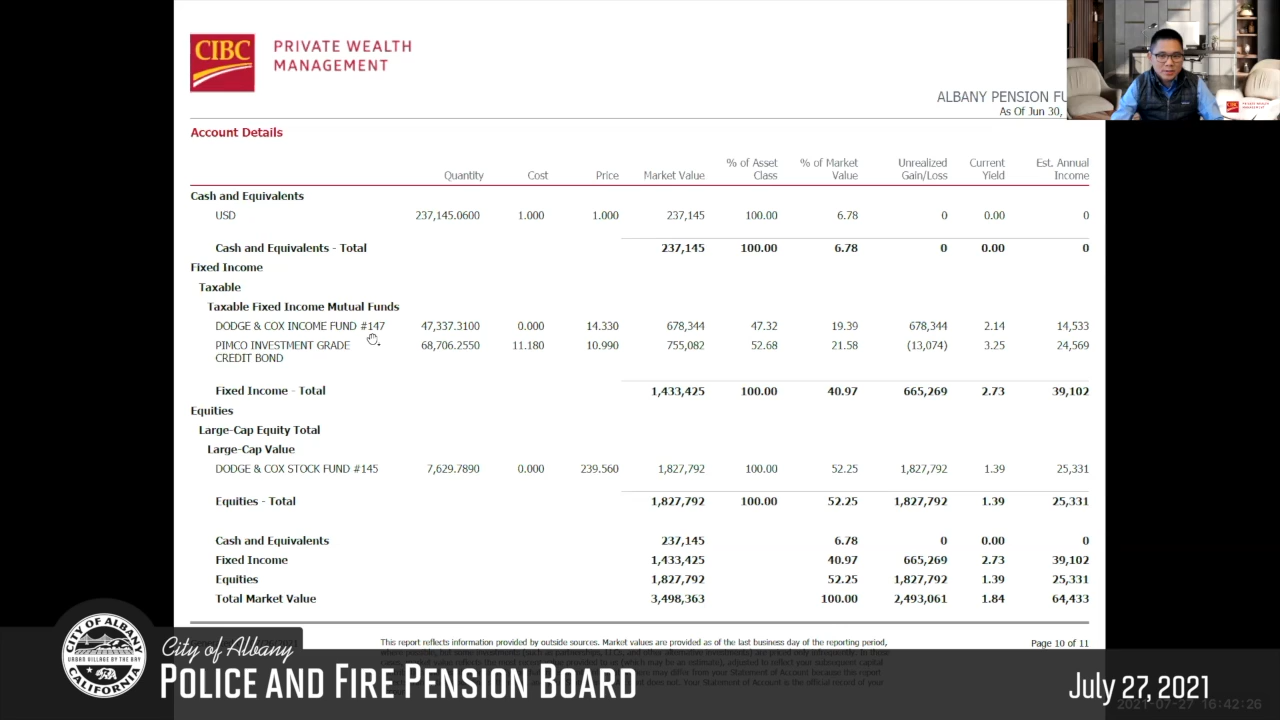 CIBC
PRIVATE WEALTH
MANAGEMENT
ALBANY PENSION FU
As Of Jun 30,
Account Details
Quantity Cost Price Market Value % of Asset Class % of Market Value Unrealized Gain/Loss Current Yield Est. Annual Income
Cash and Equivalents
USD 237,145.0600 1.000 1.000 237,145 100.00 6.78 0 0.00 0
Cash and Equivalents - Total 237,145 100.00 6.78 0 0.00 0
Fixed Income
Taxable
Taxable Fixed Income Mutual Funds
DODGE & COX INCOME FUND #147 47,337.3100 0.000 14.330 678,344 47.32 19.39 678,344 2.14 14,533
PIMCO INVESTMENT GRADE 68,706.2550 11.180 10.990 755,082 52.68 21.58 (13,074) 3.25 24,569
CREDIT BOND
Fixed Income - Total 1,433,425 100.00 40.97 665,269 2.73 39,102
Equities
Large-Cap Equity Total
Large-Cap Value
DODGE & COX STOCK FUND #145 7,629.7890 0.000 239.560 1,827,792 100.00 52.25 1,827,792 1.39 25,331
Equities - Total 1,827,792 100.00 52.25 1,827,792 1.39 25,331
Cash and Equivalents 237,145 6.78 0 0.00 0
Fixed Income 1,433,425 40.97 665,269 2.73 39,102
Equities 1,827,792 52.25 1,827,792 1.39 25,331
Total Market Value 3,498,363 100.00 2,493,061 1.84 64,433
This report reflects information provided by outside sources. Market values are provided as of the last business day of the reporting period,
Page 10 of 11
CITY OF ALBANY
URBAN VILLAGE BY THE BAY
CALIFORNIA
City of Albany
POLICE AND FIRE PENSION BOARD
July 27, 2021
2021-07-27 16:42:26